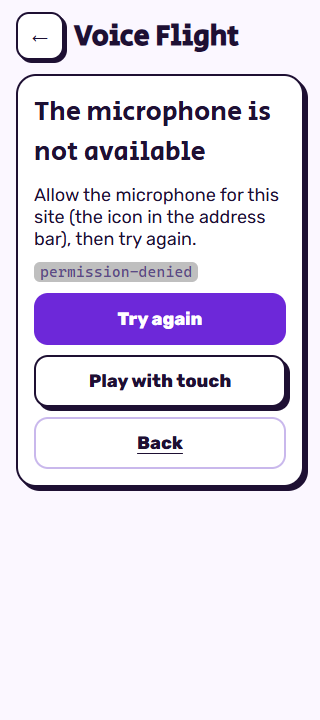 ← Voice Flight
The microphone is
not available
Allow the microphone for this
site (the icon in the address
bar), then try again.
permission-denied
Try again
Play with touch
Back